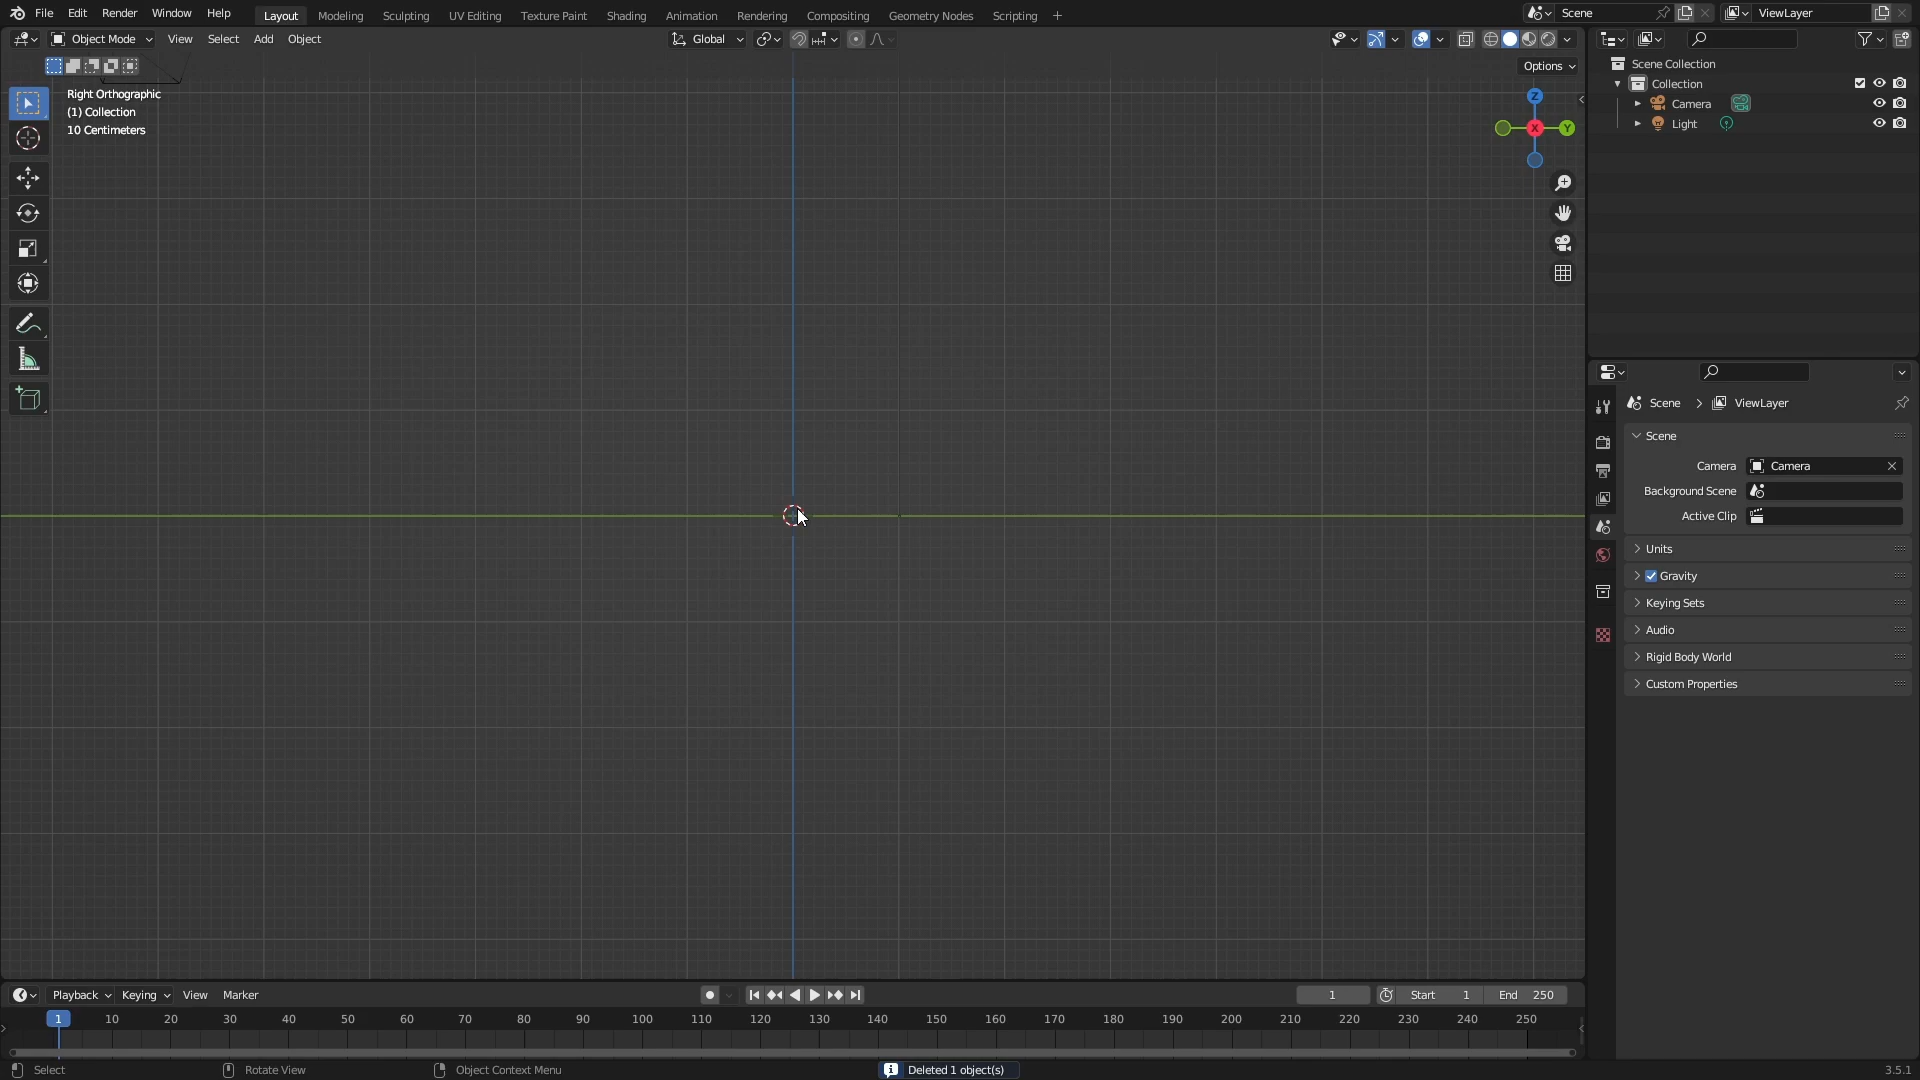 File Edit Render Window Help Layout Modeling Sculpting UV Editing Texture Paint Shading Animation Rendering Compositing Geometry Nodes Scripting + Scene ViewLayer
Object Mode View Select Add Object Global
Options
Right Orthographic
(1) Collection
10 Centimeters
Z
X
Y
Scene Collection
Collection
Camera
Light
Scene > ViewLayer
Scene
Camera Camera
Background Scene
Active Clip
Units
Gravity
Keying Sets
Audio
Rigid Body World
Custom Properties
Playback Keying View Marker 1 Start 1 End 250
1 10 20 30 40 50 60 70 80 90 100 110 120 130 140 150 160 170 180 190 200 210 220 230 240 250
Select Rotate View Object Context Menu Deleted 1 object(s) 3.5.1